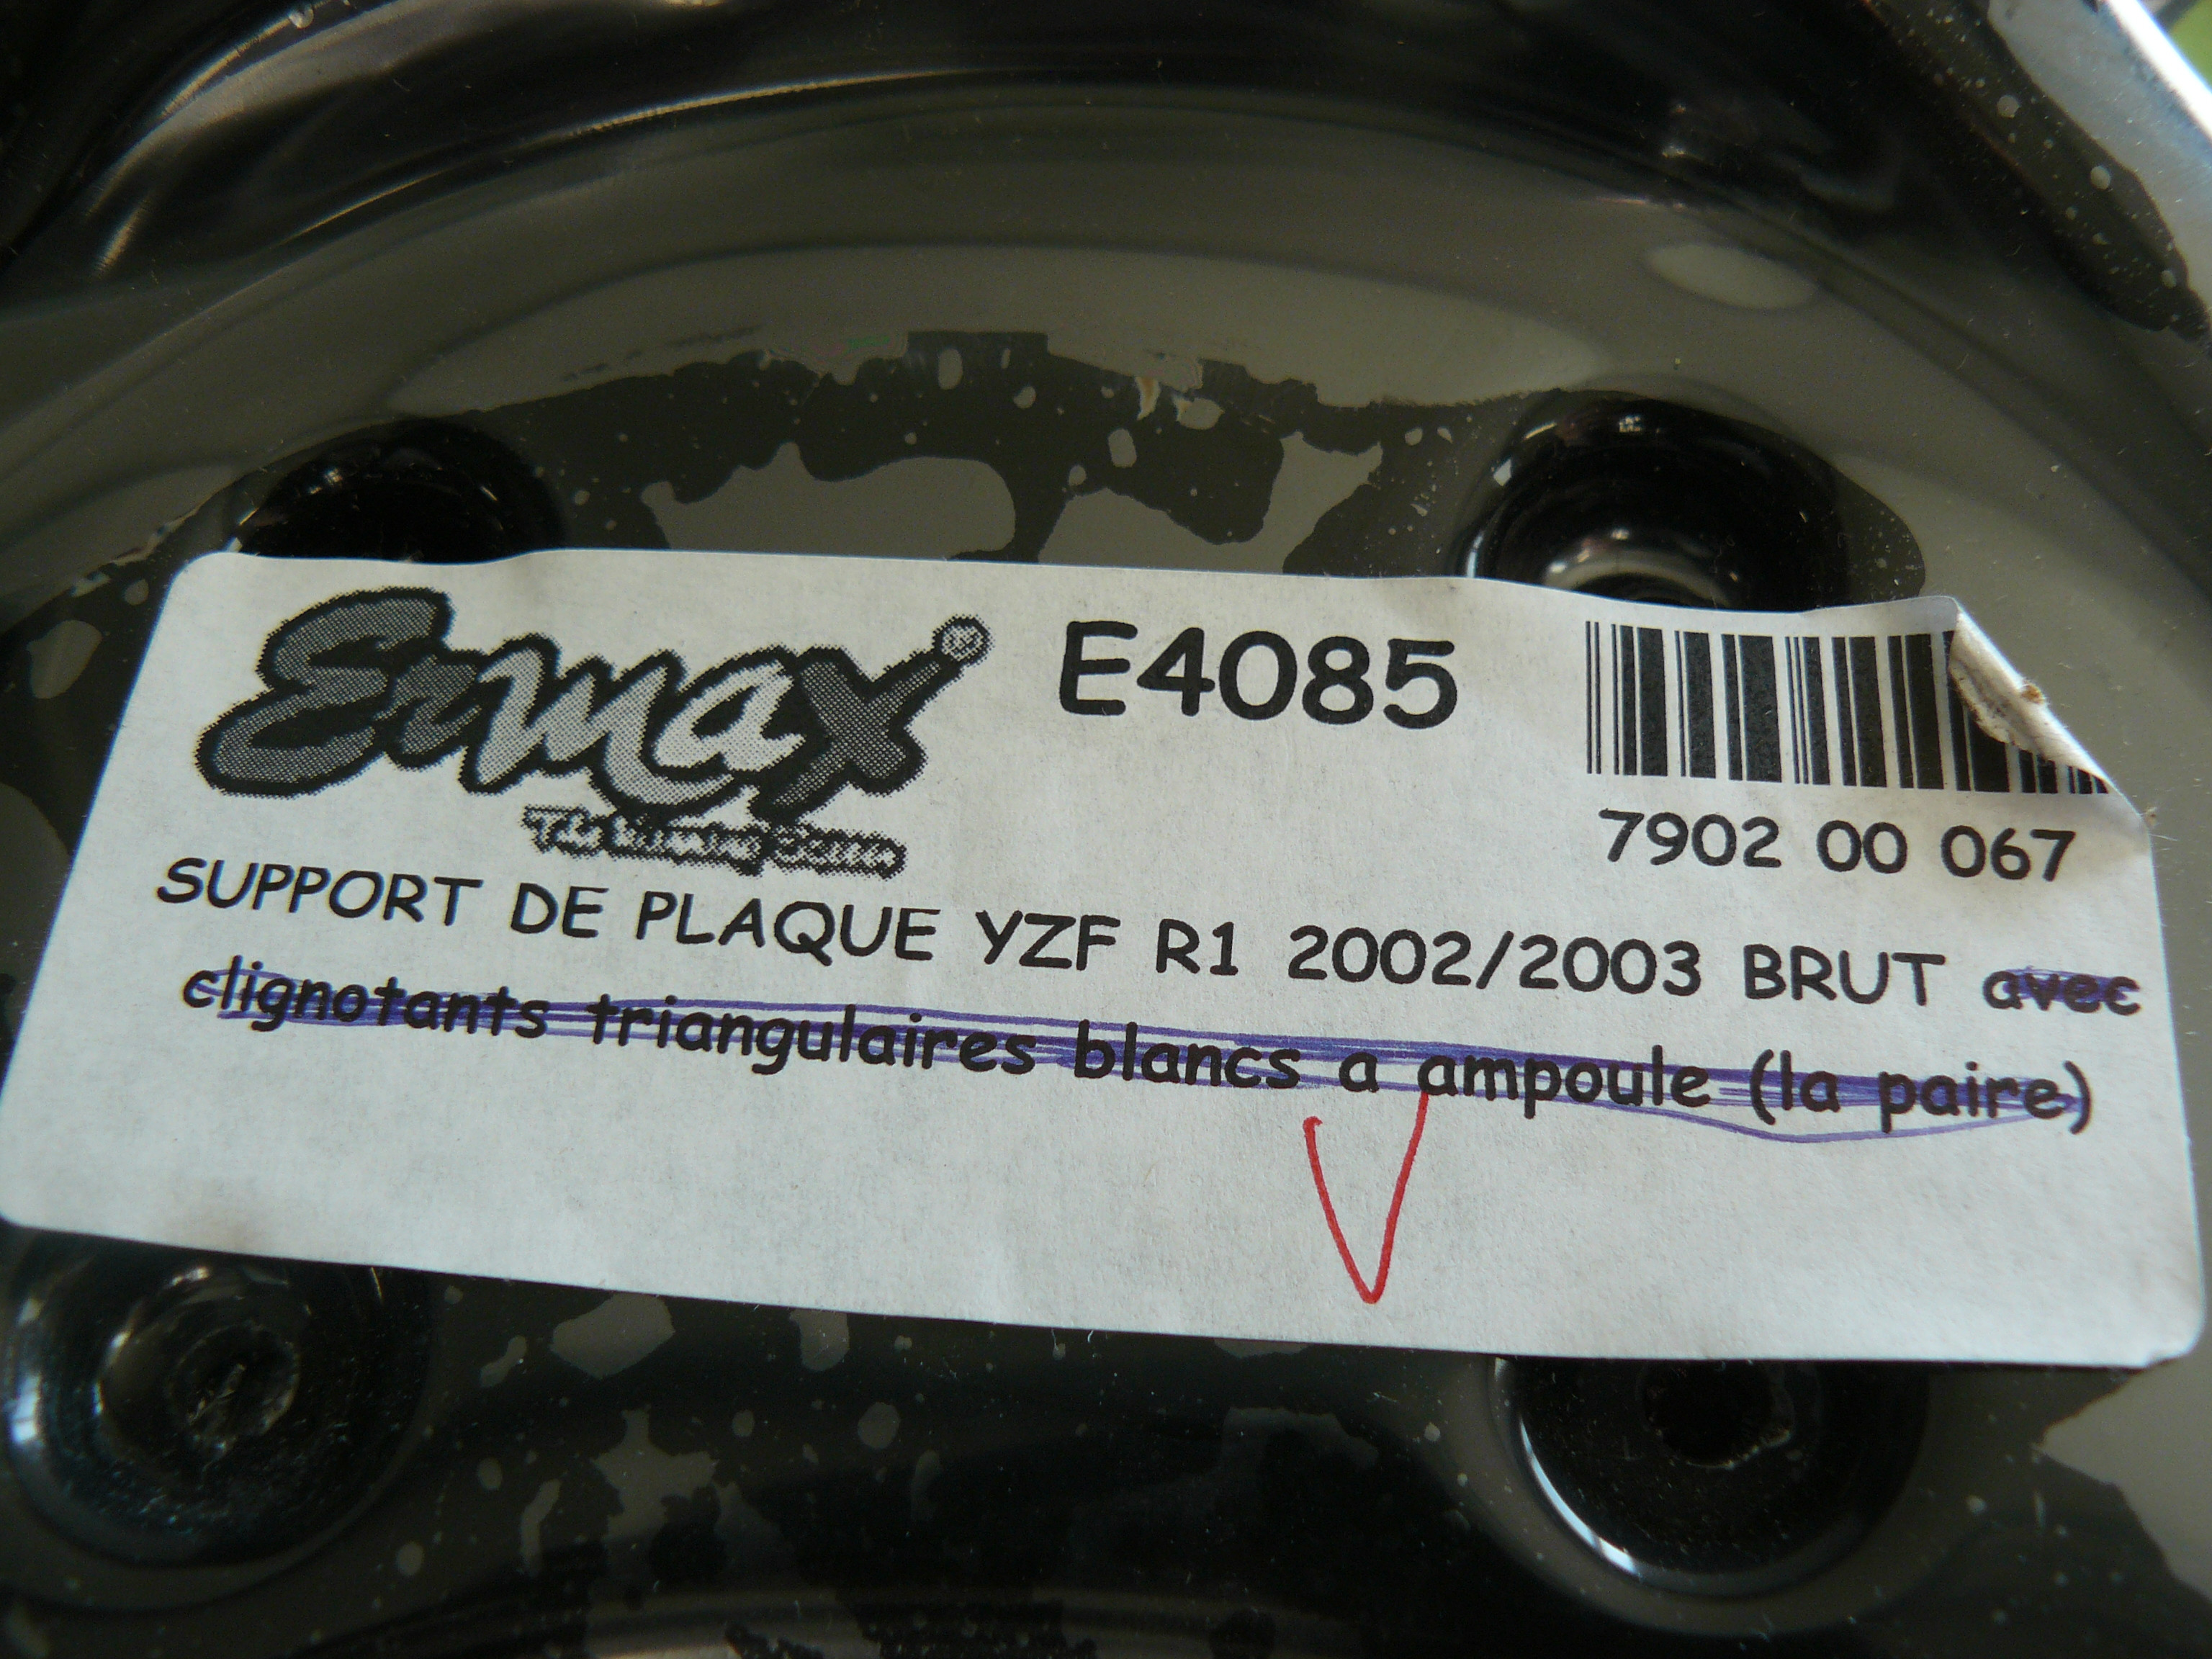 Ermax
E4085
7902 00 067
SUPPORT DE PLAQUE YZF R1 2002/2003 BRUT avec
clignotants triangulaires blancs a ampoule (la paire)